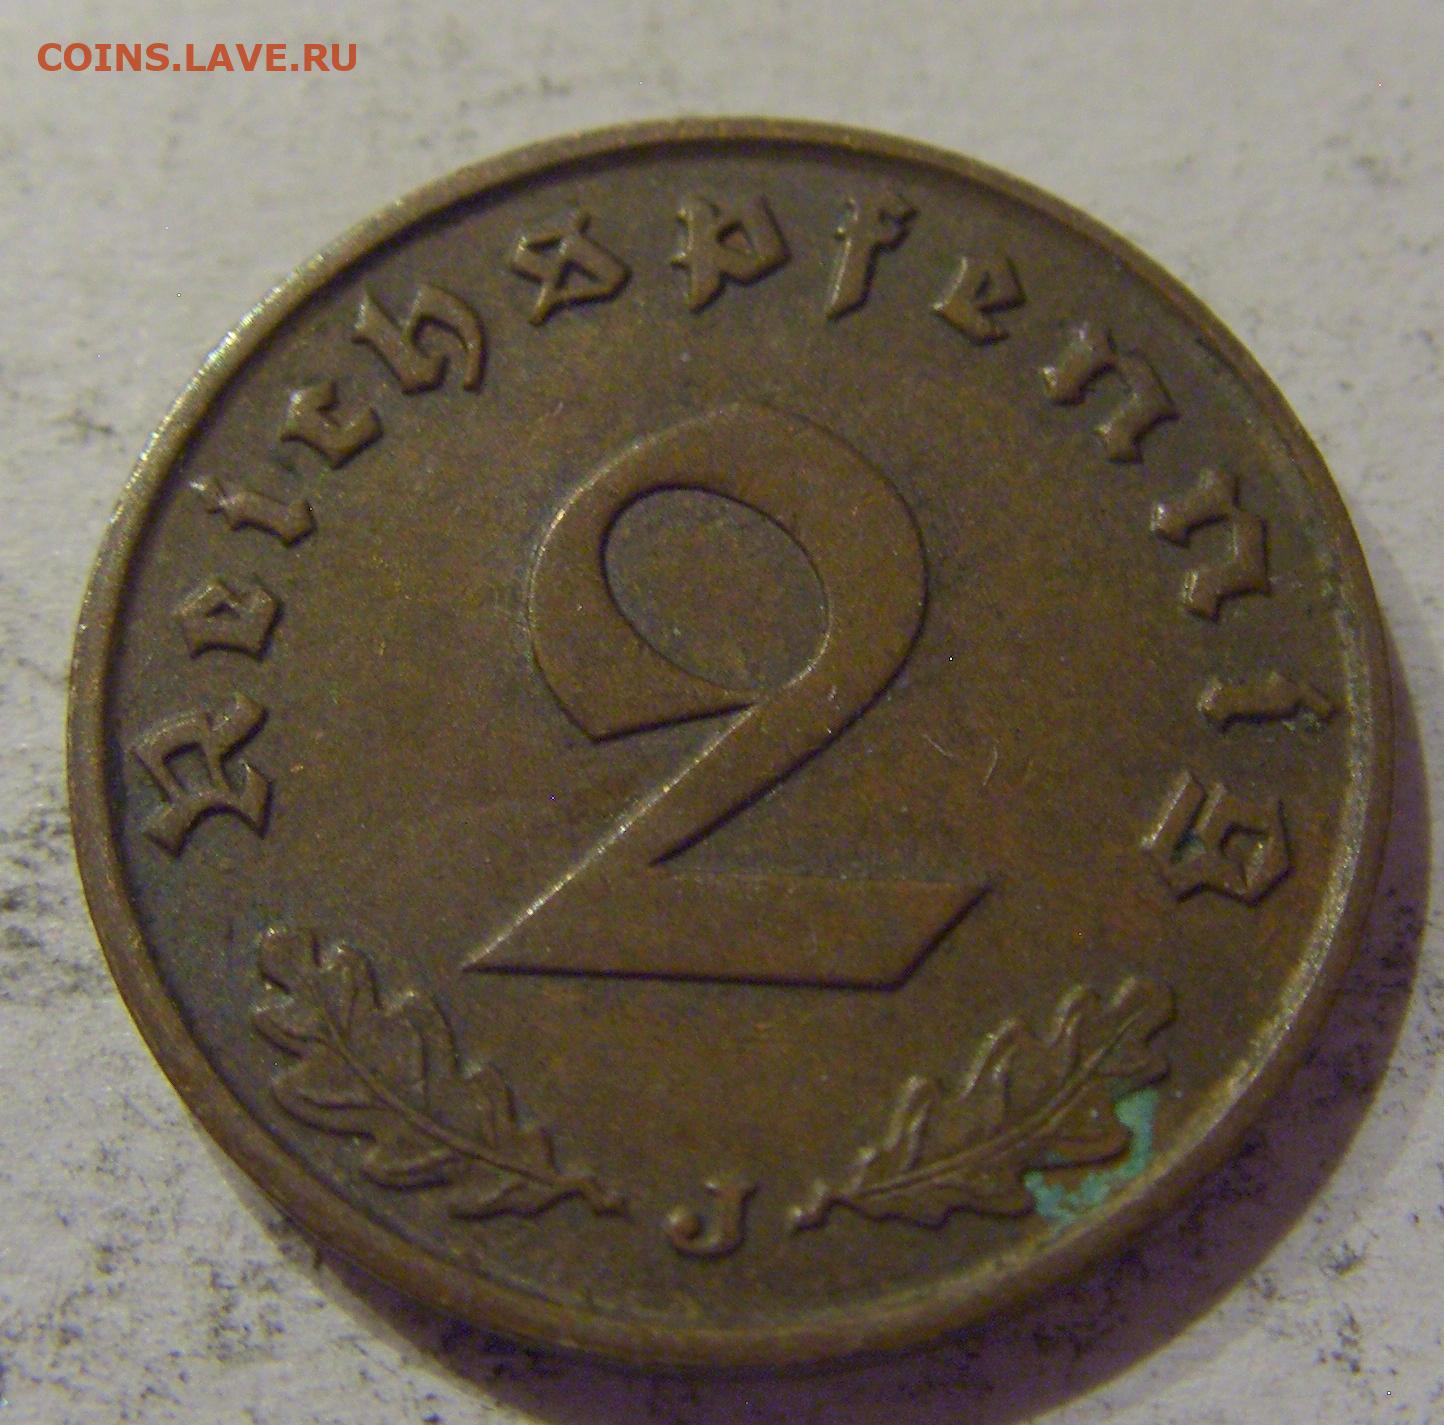 COINS.LAVE.RU
Reichspfennig
2
J